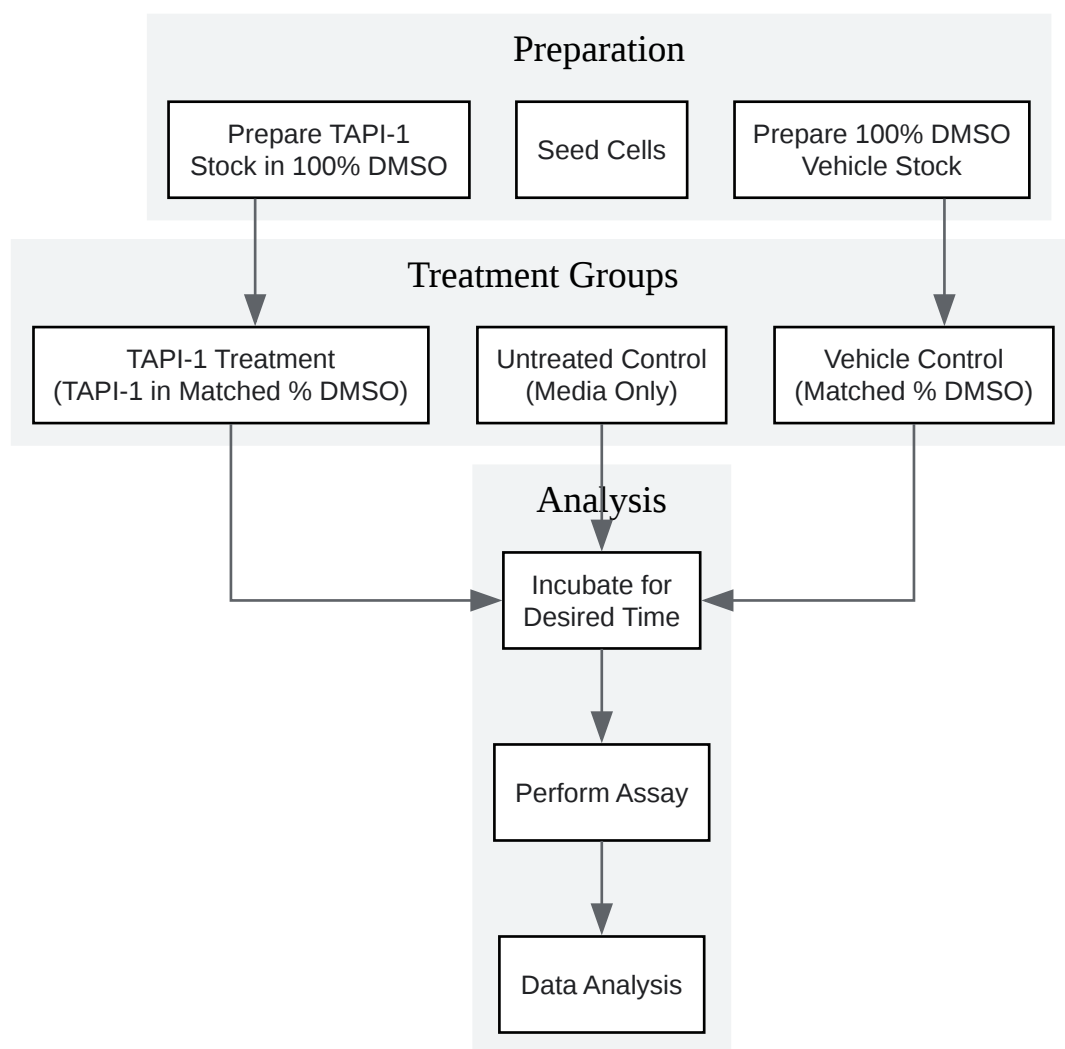 Preparation
Prepare TAPI-1
Stock in 100% DMSO
Seed Cells
Prepare 100% DMSO
Vehicle Stock
Treatment Groups
TAPI-1 Treatment
(TAPI-1 in Matched % DMSO)
Untreated Control
(Media Only)
Vehicle Control
(Matched % DMSO)
Analysis
Incubate for
Desired Time
Perform Assay
Data Analysis